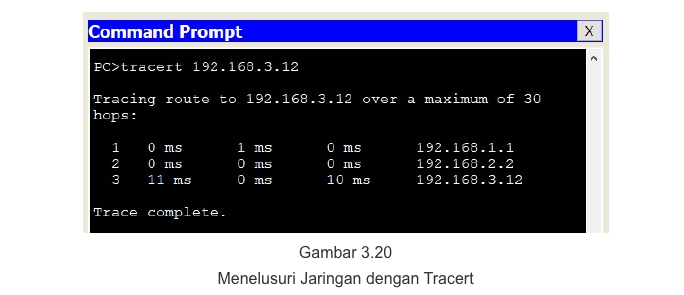 Command Prompt X
PC>tracert 192.168.3.12
Tracing route to 192.168.3.12 over a maximum of 30
hops:
1 0 ms 1 ms 0 ms 192.168.1.1
2 0 ms 0 ms 0 ms 192.168.2.2
3 11 ms 0 ms 10 ms 192.168.3.12
Trace complete.
Gambar 3.20
Menelusuri Jaringan dengan Tracert